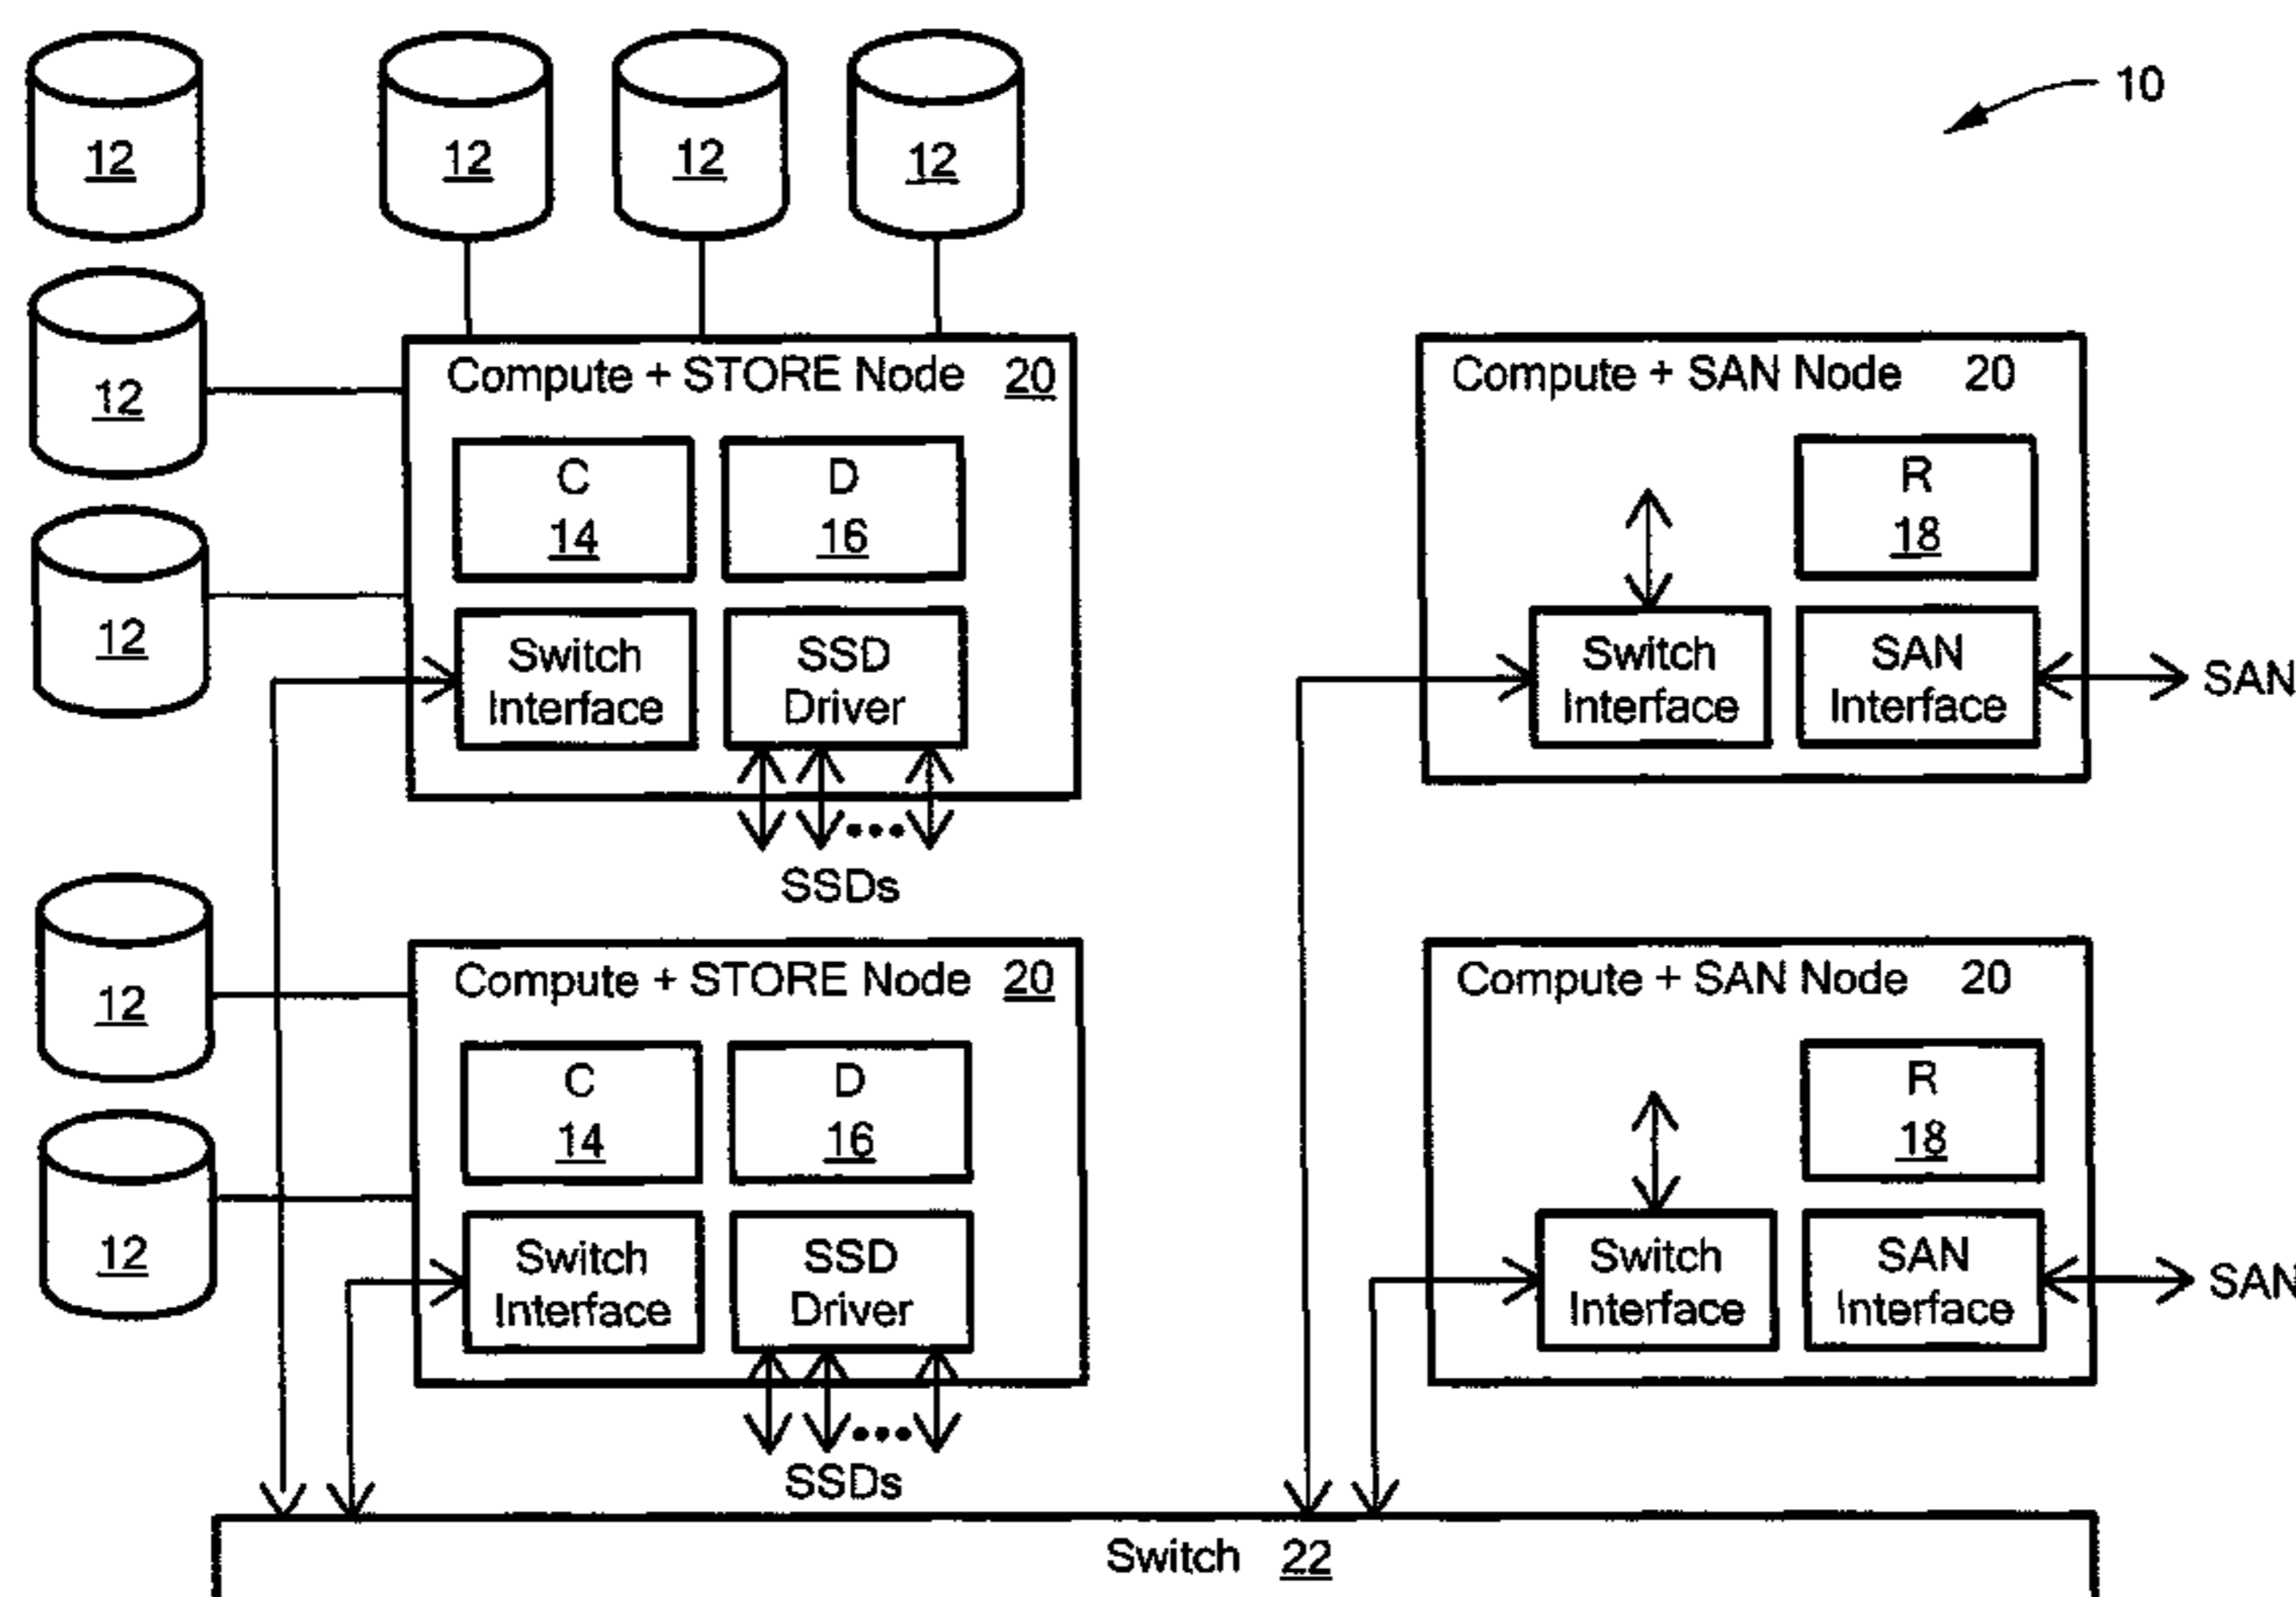 10
12
12
12
12
12
12
12
12
Compute + STORE Node 20
C
14
D
16
Switch
Interface
SSD
Driver
SSDs
Compute + SAN Node 20
R
18
Switch
Interface
SAN
Interface
SAN
Compute + STORE Node 20
C
14
D
16
Switch
Interface
SSD
Driver
SSDs
Compute + SAN Node 20
R
18
Switch
Interface
SAN
Interface
SAN
Switch 22